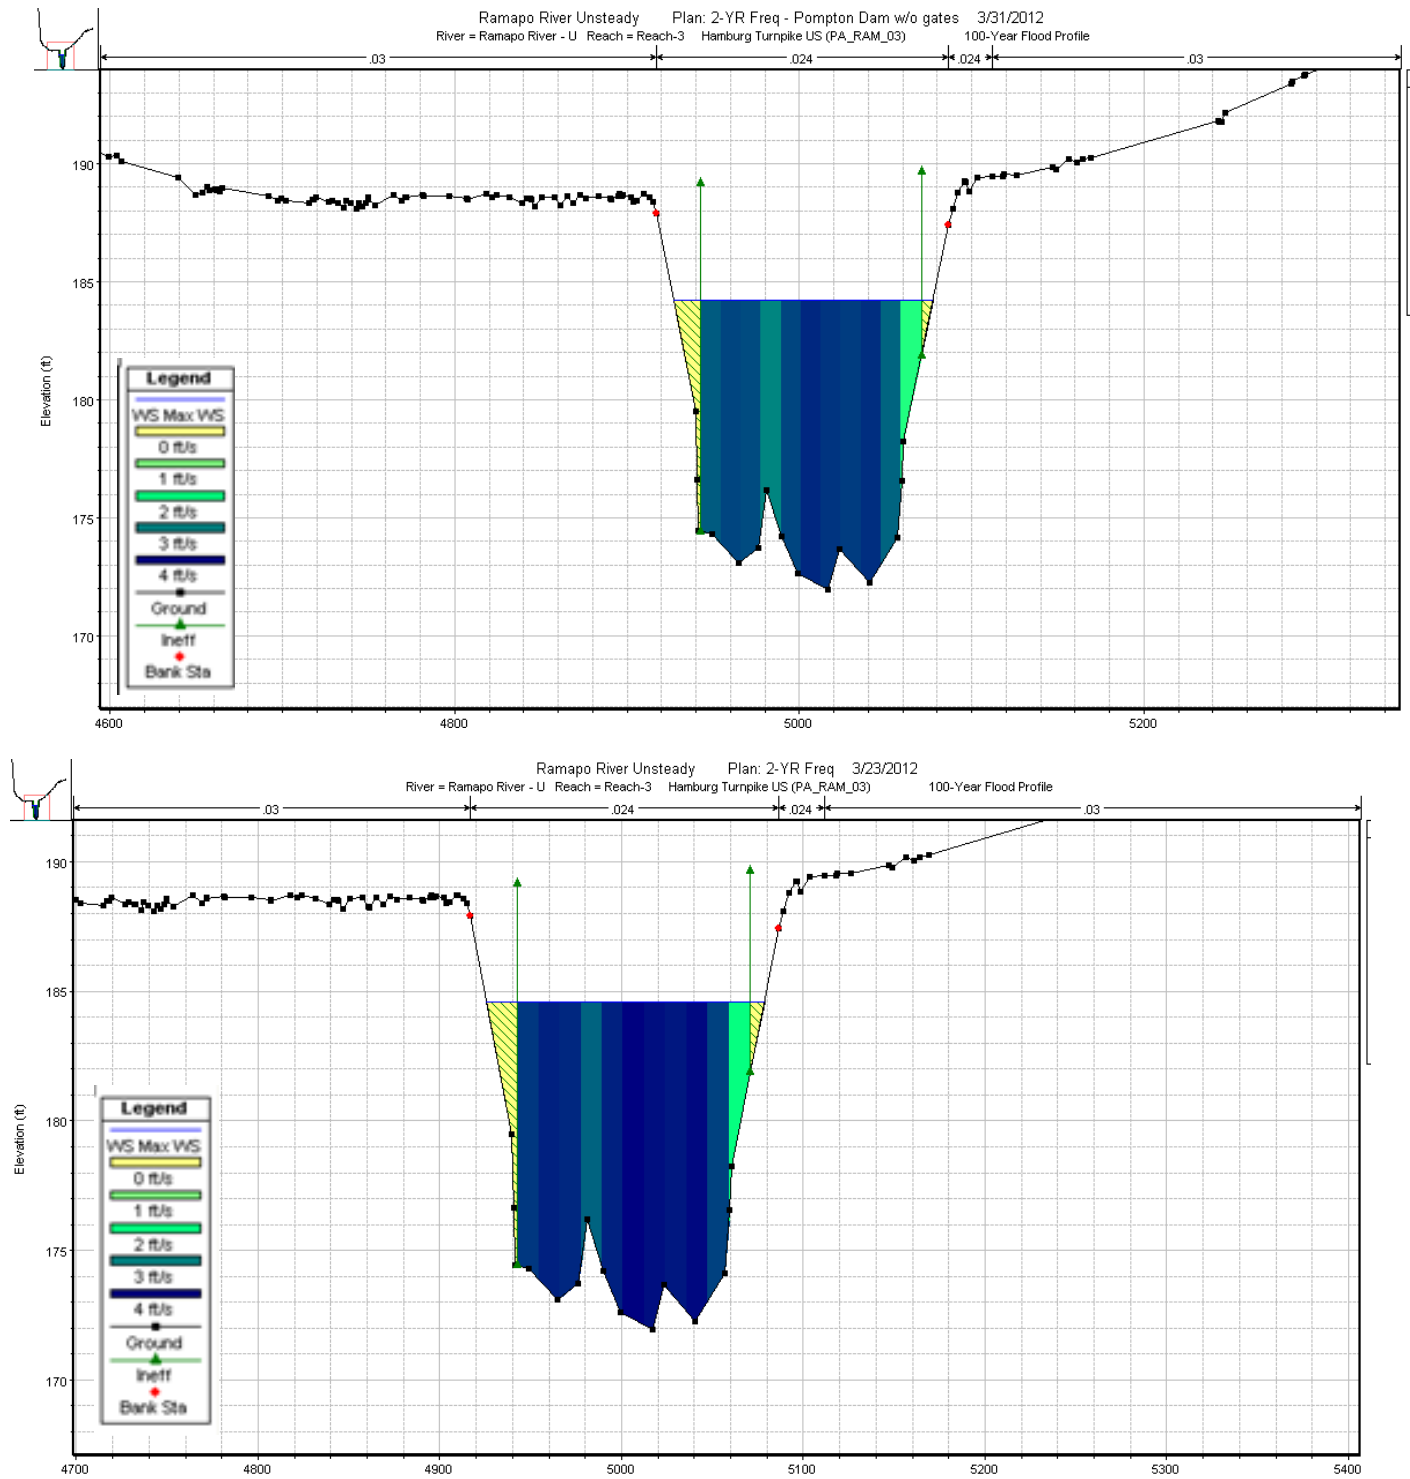 Ramapo River Unsteady Plan: 2-YR Freq - Pompton Dam w/o gates 3/31/2012
River = Ramapo River - U Reach = Reach-3 Hamburg Turnpike US (PA_RAM_03) 100-Year Flood Profile
.03 .024 .024 .03
190
185
180
175
170
Elevation (ft)
Legend
WS Max WS
0 ft/s
1 ft/s
2 ft/s
3 ft/s
4 ft/s
Ground
Ineff
Bank Sta
4600 4800 5000 5200
Ramapo River Unsteady Plan: 2-YR Freq 3/23/2012
River = Ramapo River - U Reach = Reach-3 Hamburg Turnpike US (PA_RAM_03) 100-Year Flood Profile
.03 .024 .024 .03
190
185
180
175
170
Elevation (ft)
Legend
WS Max WS
0 ft/s
1 ft/s
2 ft/s
3 ft/s
4 ft/s
Ground
Ineff
Bank Sta
4700 4800 4900 5000 5100 5200 5300 5400